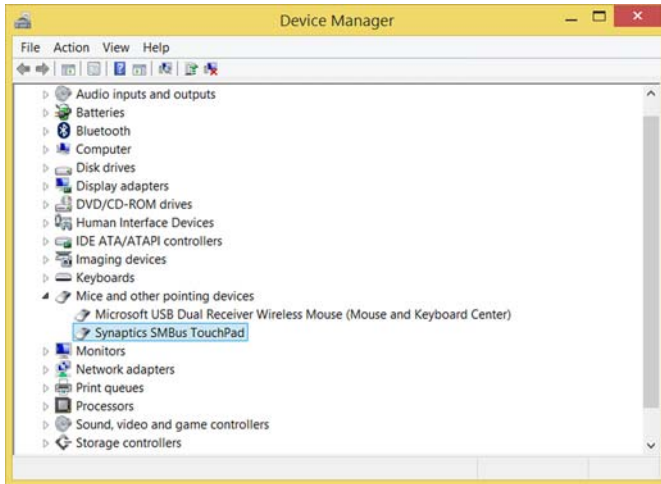 Device Manager
File Action View Help
Audio inputs and outputs
Batteries
Bluetooth
Computer
Disk drives
Display adapters
DVD/CD-ROM drives
Human Interface Devices
IDE ATA/ATAPI controllers
Imaging devices
Keyboards
Mice and other pointing devices
Microsoft USB Dual Receiver Wireless Mouse (Mouse and Keyboard Center)
Synaptics SMBus TouchPad
Monitors
Network adapters
Print queues
Processors
Sound, video and game controllers
Storage controllers